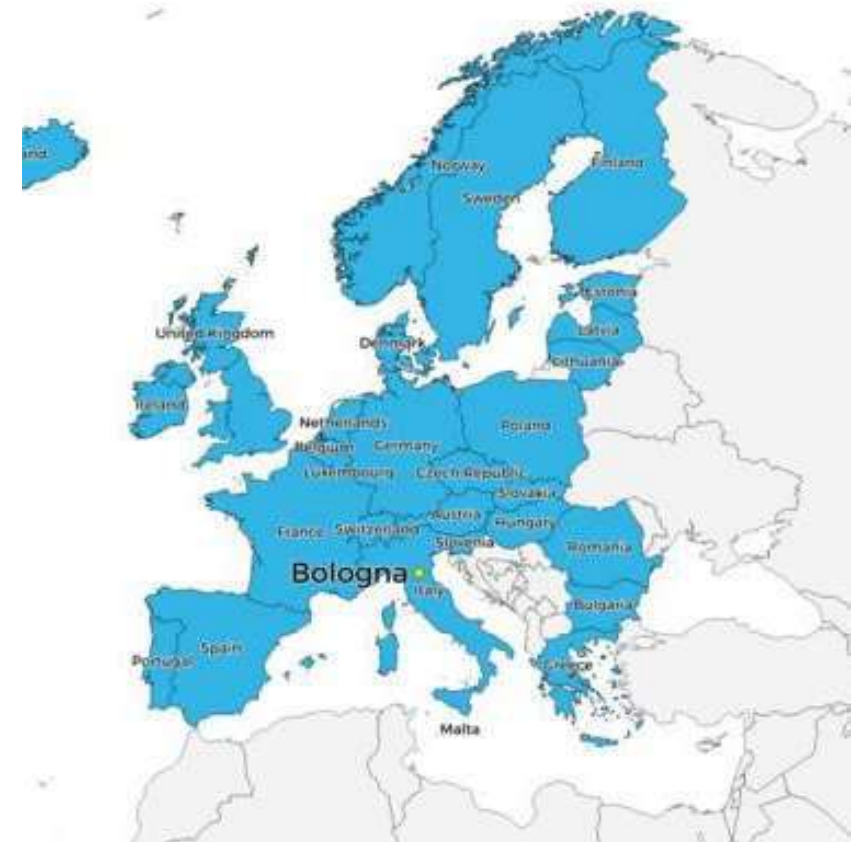 Norway
Finland
and
Sweden
Estonia
Latvia
United Kingdom
Denmark
Lithuania
Ireland
Netherlands
Poland
Belgium
Germany
Luxembourg
Czech Republic
Slovakia
Austria
Hungary
France
Switzerland
Slovenia
Romania
Bologna
Italy
Bulgaria
Spain
Portugal
Greece
Malta